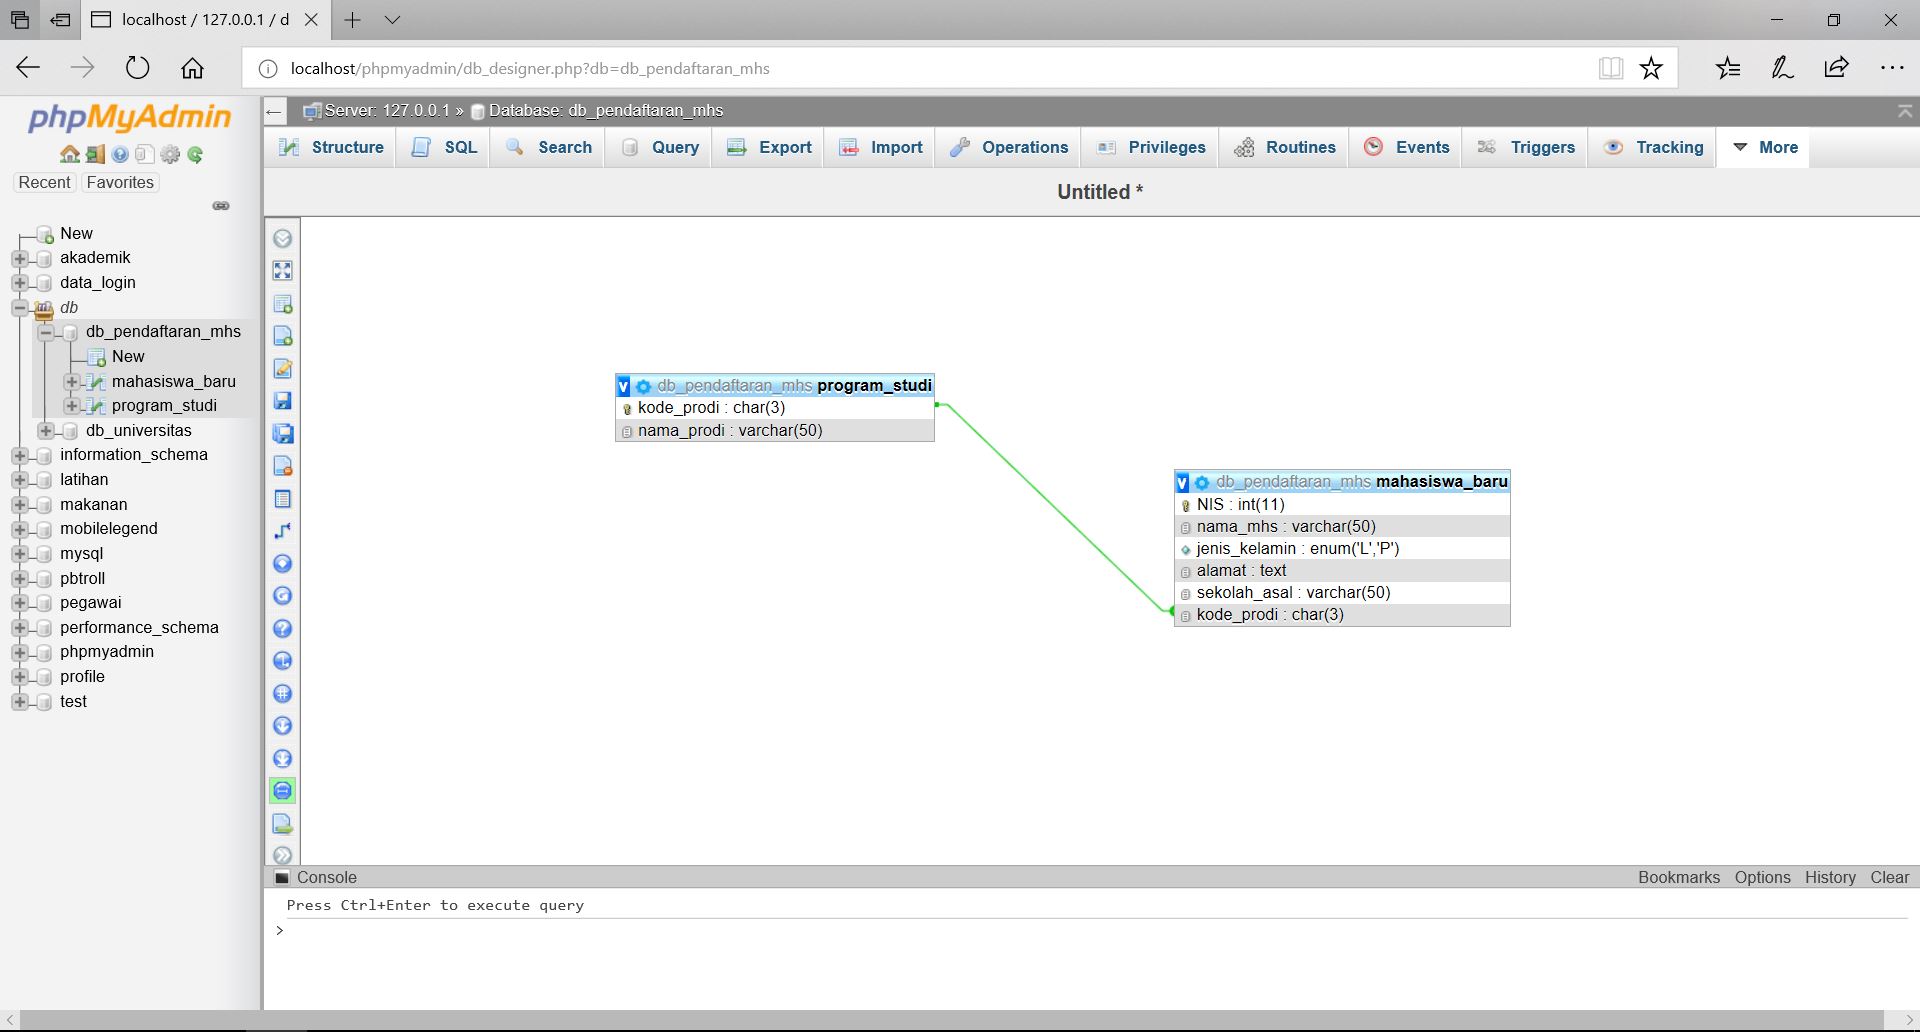 localhost / 127.0.0.1 / d
localhost/phpmyadmin/db_designer.php?db=db_pendaftaran_mhs
phpMyAdmin
Recent Favorites
New
akademik
data_login
db
db_pendaftaran_mhs
New
mahasiswa_baru
program_studi
db_universitas
information_schema
latihan
makanan
mobilelegend
mysql
pbtroll
pegawai
performance_schema
phpmyadmin
profile
test
Server: 127.0.0.1 » Database: db_pendaftaran_mhs
Structure SQL Search Query Export Import Operations Privileges Routines Events Triggers Tracking More
Untitled *
v db_pendaftaran_mhs program_studi
kode_prodi : char(3)
nama_prodi : varchar(50)
v db_pendaftaran_mhs mahasiswa_baru
NIS : int(11)
nama_mhs : varchar(50)
jenis_kelamin : enum('L','P')
alamat : text
sekolah_asal : varchar(50)
kode_prodi : char(3)
Console Bookmarks Options History Clear
Press Ctrl+Enter to execute query
>